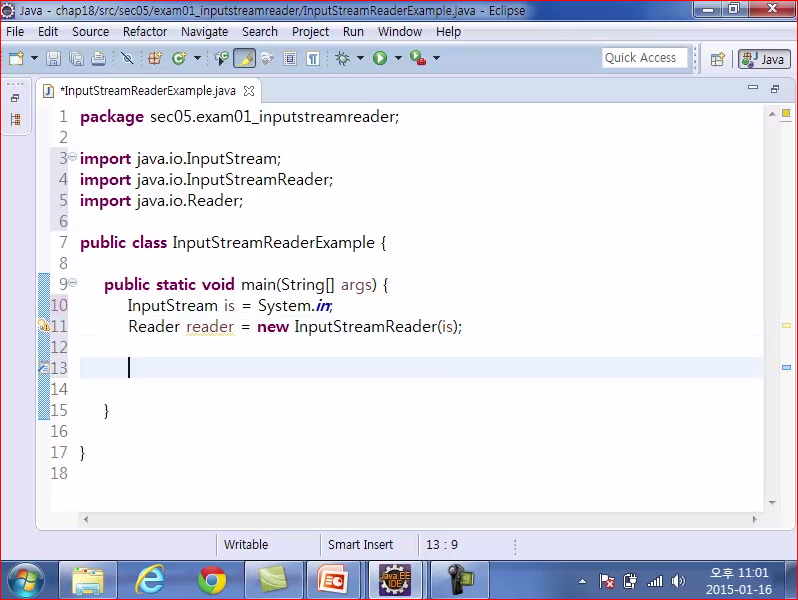 Java - chap18/src/sec05/exam01_inputstreamreader/InputStreamReaderExample.java - Eclipse
File Edit Source Refactor Navigate Search Project Run Window Help
Quick Access
Java
*InputStreamReaderExample.java
1 package sec05.exam01_inputstreamreader;
2
3 import java.io.InputStream;
4 import java.io.InputStreamReader;
5 import java.io.Reader;
6
7 public class InputStreamReaderExample {
8
9 public static void main(String[] args) {
10 InputStream is = System.in;
11 Reader reader = new InputStreamReader(is);
12
13
14
15 }
16
17 }
18
Writable Smart Insert 13 : 9
Java EE
IDE
오후 11:01
2015-01-16